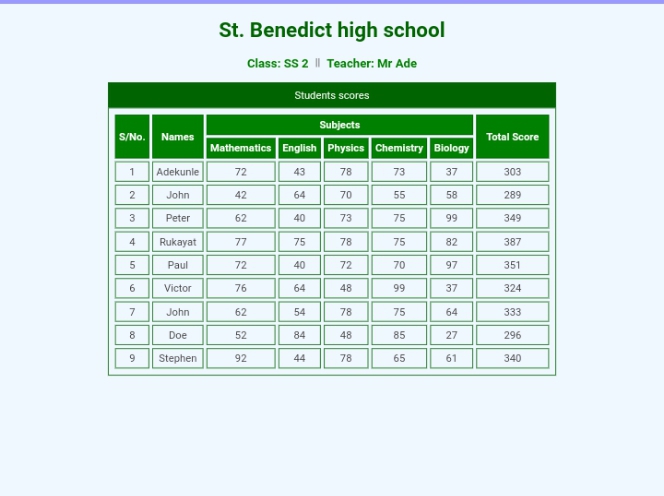 St. Benedict high school
Class: SS 2 || Teacher: Mr Ade
Students scores
S/No. Names Subjects Total Score
Mathematics English Physics Chemistry Biology
1 Adekunle 72 43 78 73 37 303
2 John 42 64 70 55 58 289
3 Peter 62 40 73 75 99 349
4 Rukayat 77 75 78 75 82 387
5 Paul 72 40 72 70 97 351
6 Victor 76 64 48 99 37 324
7 John 62 54 78 75 64 333
8 Doe 52 84 48 85 27 296
9 Stephen 92 44 78 65 61 340